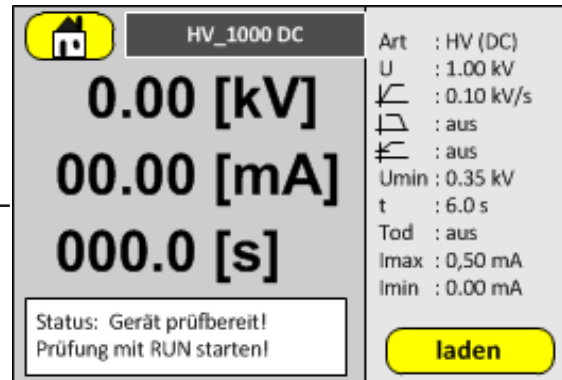 HV_1000 DC
0.00 [kV]
00.00 [mA]
000.0 [s]
Status: Gerät prüfbereit!
Prüfung mit RUN starten!
Art : HV (DC)
U : 1.00 kV
: 0.10 kV/s
: aus
: aus
Umin : 0.35 kV
t : 6.0 s
Tod : aus
Imax : 0,50 mA
Imin : 0.00 mA
laden